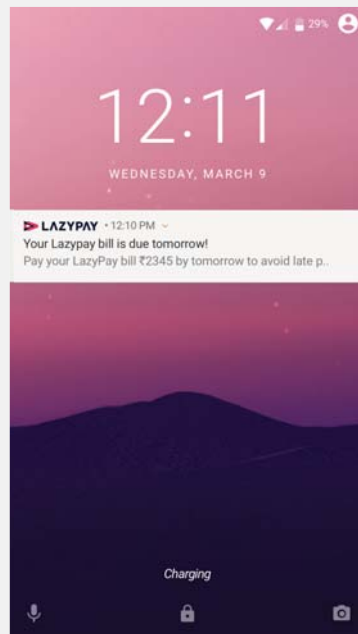 29%
12:11
WEDNESDAY, MARCH 9
LAZYPAY • 12:10 PM
Your Lazypay bill is due tomorrow!
Pay your LazyPay bill ₹2345 by tomorrow to avoid late p..
Charging